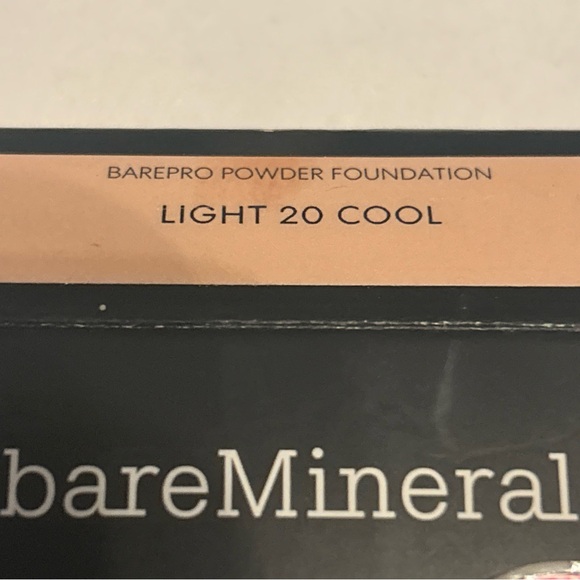 BAREPRO POWDER FOUNDATION
LIGHT 20 COOL
bareMineral